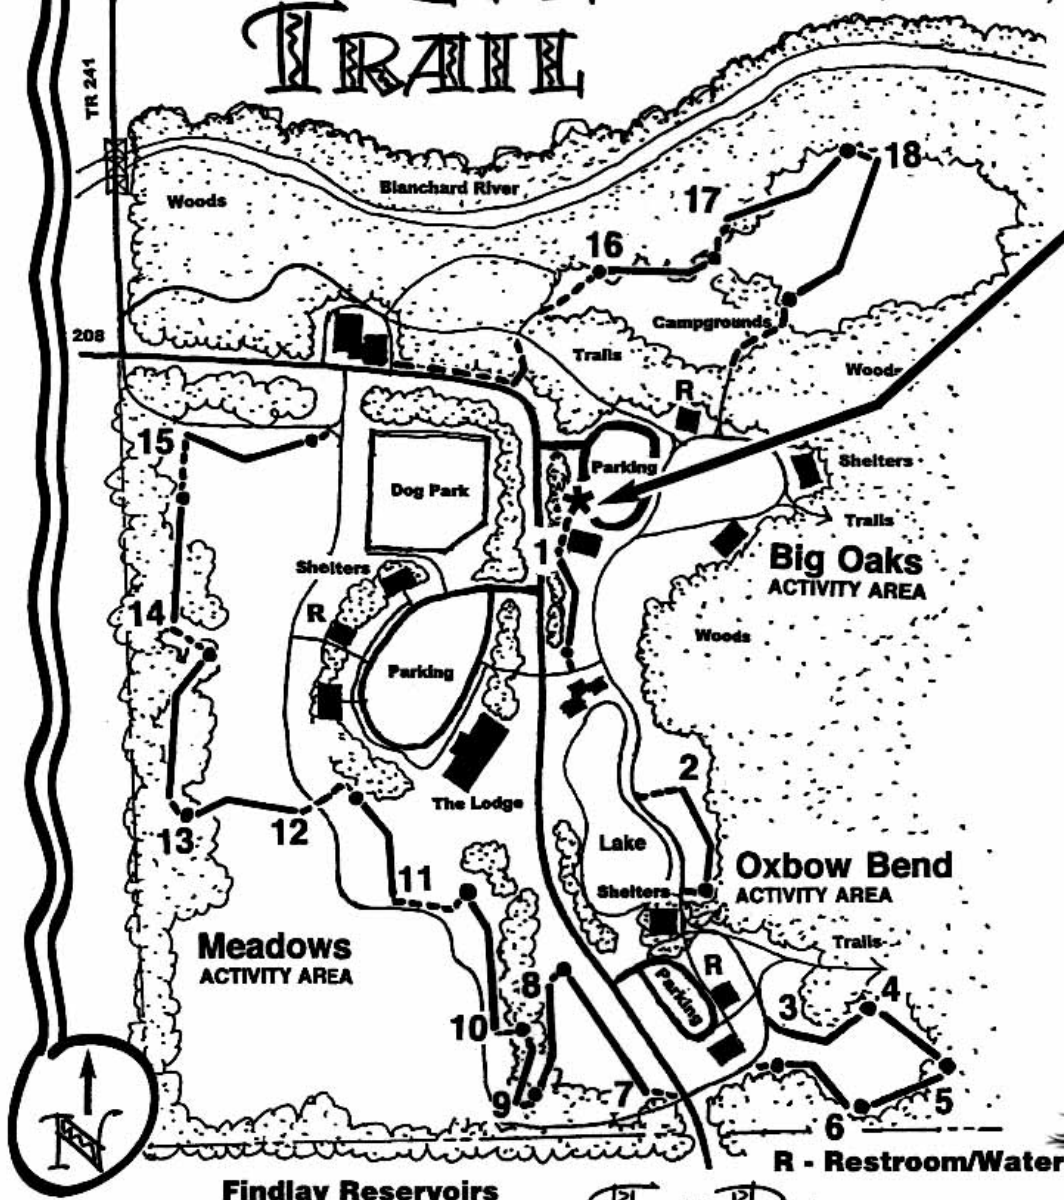 TRAIL
TR 241
18
Woods
Blanchard River
17
16
208
Campgrounds
Trails
Woods
R
15
Dog Park
Parking
Shelters
Trails
1
Big Oaks
ACTIVITY AREA
Shelters
14
R
Woods
Parking
2
The Lodge
13
12
Lake
Oxbow Bend
ACTIVITY AREA
11
Shelters
Meadows
ACTIVITY AREA
Trails
R
8
Parking
4
3
10
7
9
5
6
N
R - Restroom/Water
Findlay Reservoirs